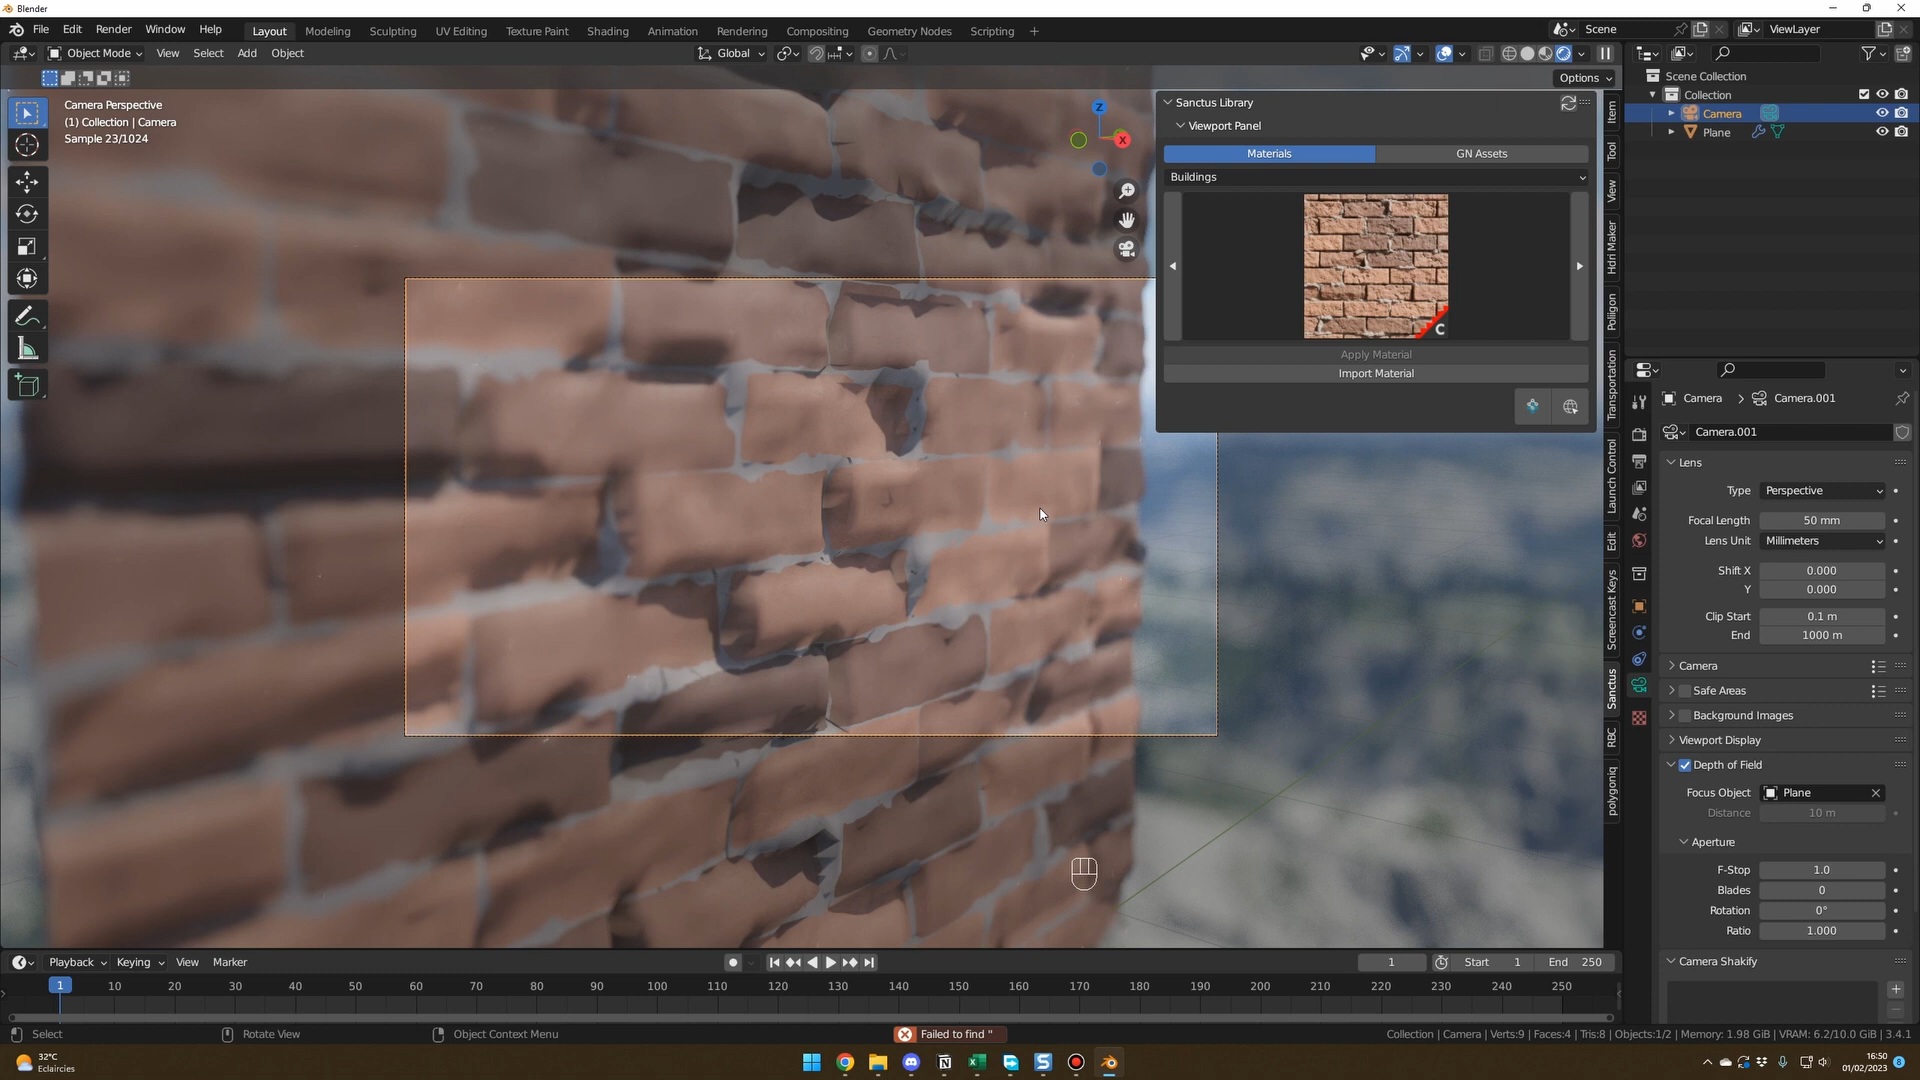 Blender
File Edit Render Window Help Layout Modeling Sculpting UV Editing Texture Paint Shading Animation Rendering Compositing Geometry Nodes Scripting + Scene ViewLayer
Object Mode View Select Add Object Global
Options
Camera Perspective
(1) Collection | Camera
Sample 23/1024
Z
X
Sanctus Library
Viewport Panel
Materials GN Assets
Buildings
C
Apply Material
Import Material
Item
Tool
View
Hdri Maker
Poliigon
Transportation
Launch Control
Edit
Screencast Keys
Sanctus
RBC
polygoniq
Scene Collection
Collection
Camera
Plane
Camera > Camera.001
Camera.001
Lens
Type Perspective
Focal Length 50 mm
Lens Unit Millimeters
Shift X 0.000
Y 0.000
Clip Start 0.1 m
End 1000 m
Camera
Safe Areas
Background Images
Viewport Display
Depth of Field
Focus Object Plane
Distance 10 m
Aperture
F-Stop 1.0
Blades 0
Rotation 0°
Ratio 1.000
Camera Shakify
Playback Keying View Marker 1 Start 1 End 250
1 10 20 30 40 50 60 70 80 90 100 110 120 130 140 150 160 170 180 190 200 210 220 230 240 250
Select Rotate View Object Context Menu Failed to find '' Collection | Camera | Verts:9 | Faces:4 | Tris:8 | Objects:1/2 | Memory: 1.98 GiB | VRAM: 6.2/10.0 GiB | 3.4.1
32°C
Eclaircies
16:50
01/02/2023
8